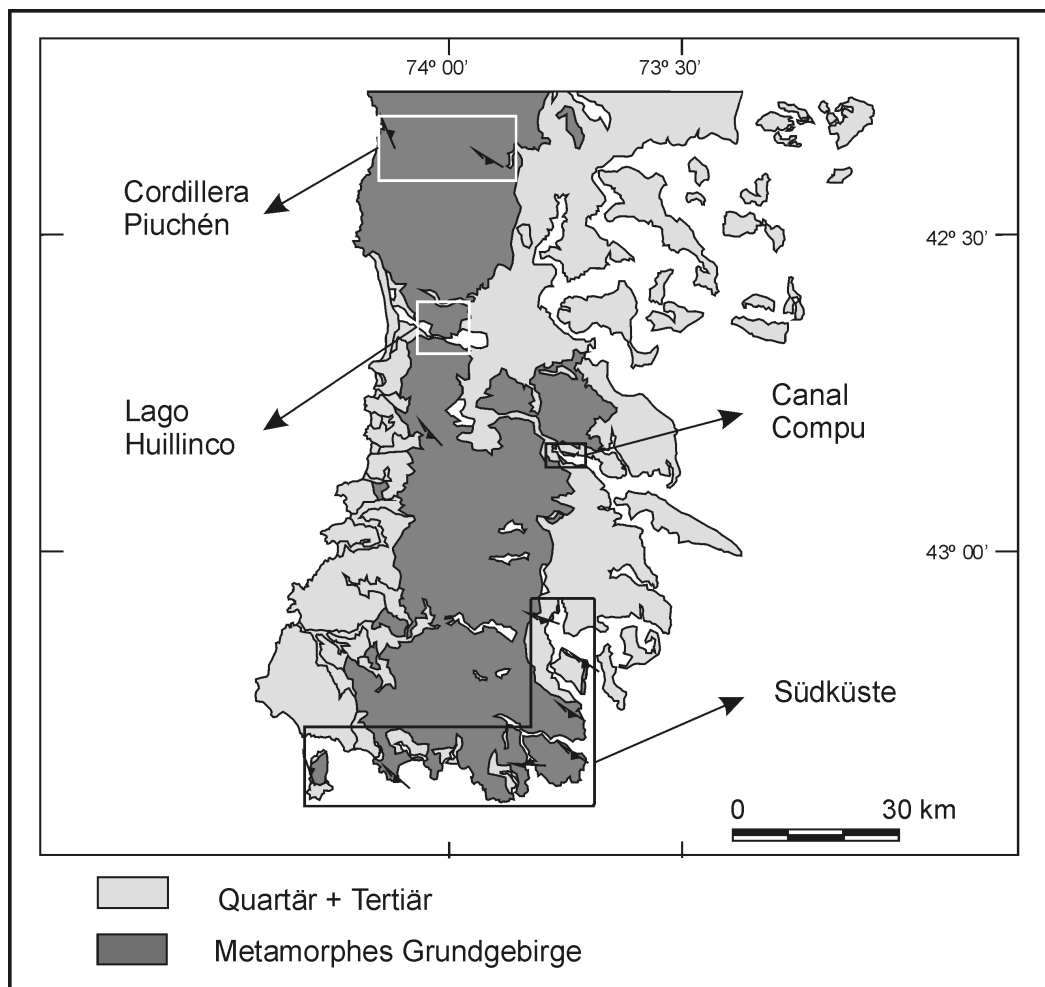 74º 00’ 73º 30’
Cordillera
Piuchén
42º 30’
Lago
Huillinco
Canal
Compu
43º 00’
Südküste
0 30 km
Quartär + Tertiär
Metamorphes Grundgebirge